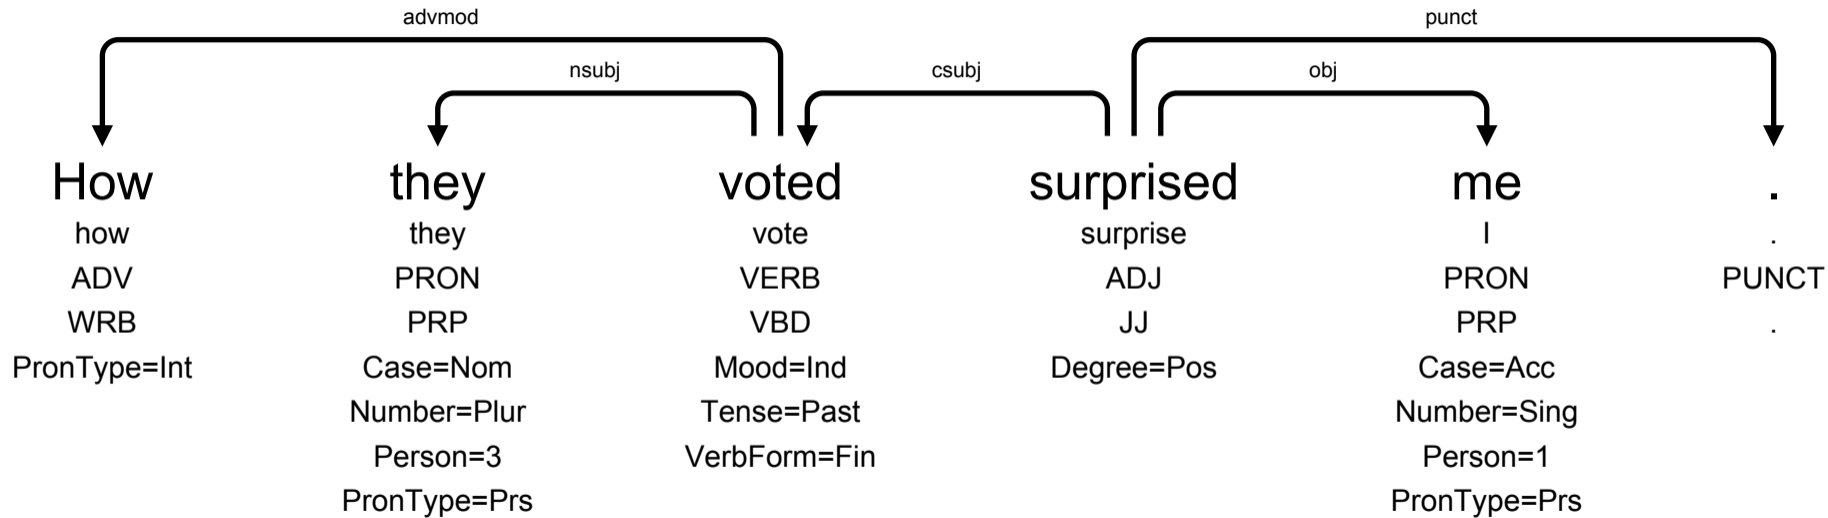 advmod punct
nsubj csubj obj
How they voted surprised me .
how they vote surprise I .
ADV PRON VERB ADJ PRON PUNCT
WRB PRP VBD JJ PRP .
PronType=Int Case=Nom Mood=Ind Degree=Pos Case=Acc
Number=Plur Tense=Past Number=Sing
Person=3 VerbForm=Fin Person=1
PronType=Prs PronType=Prs